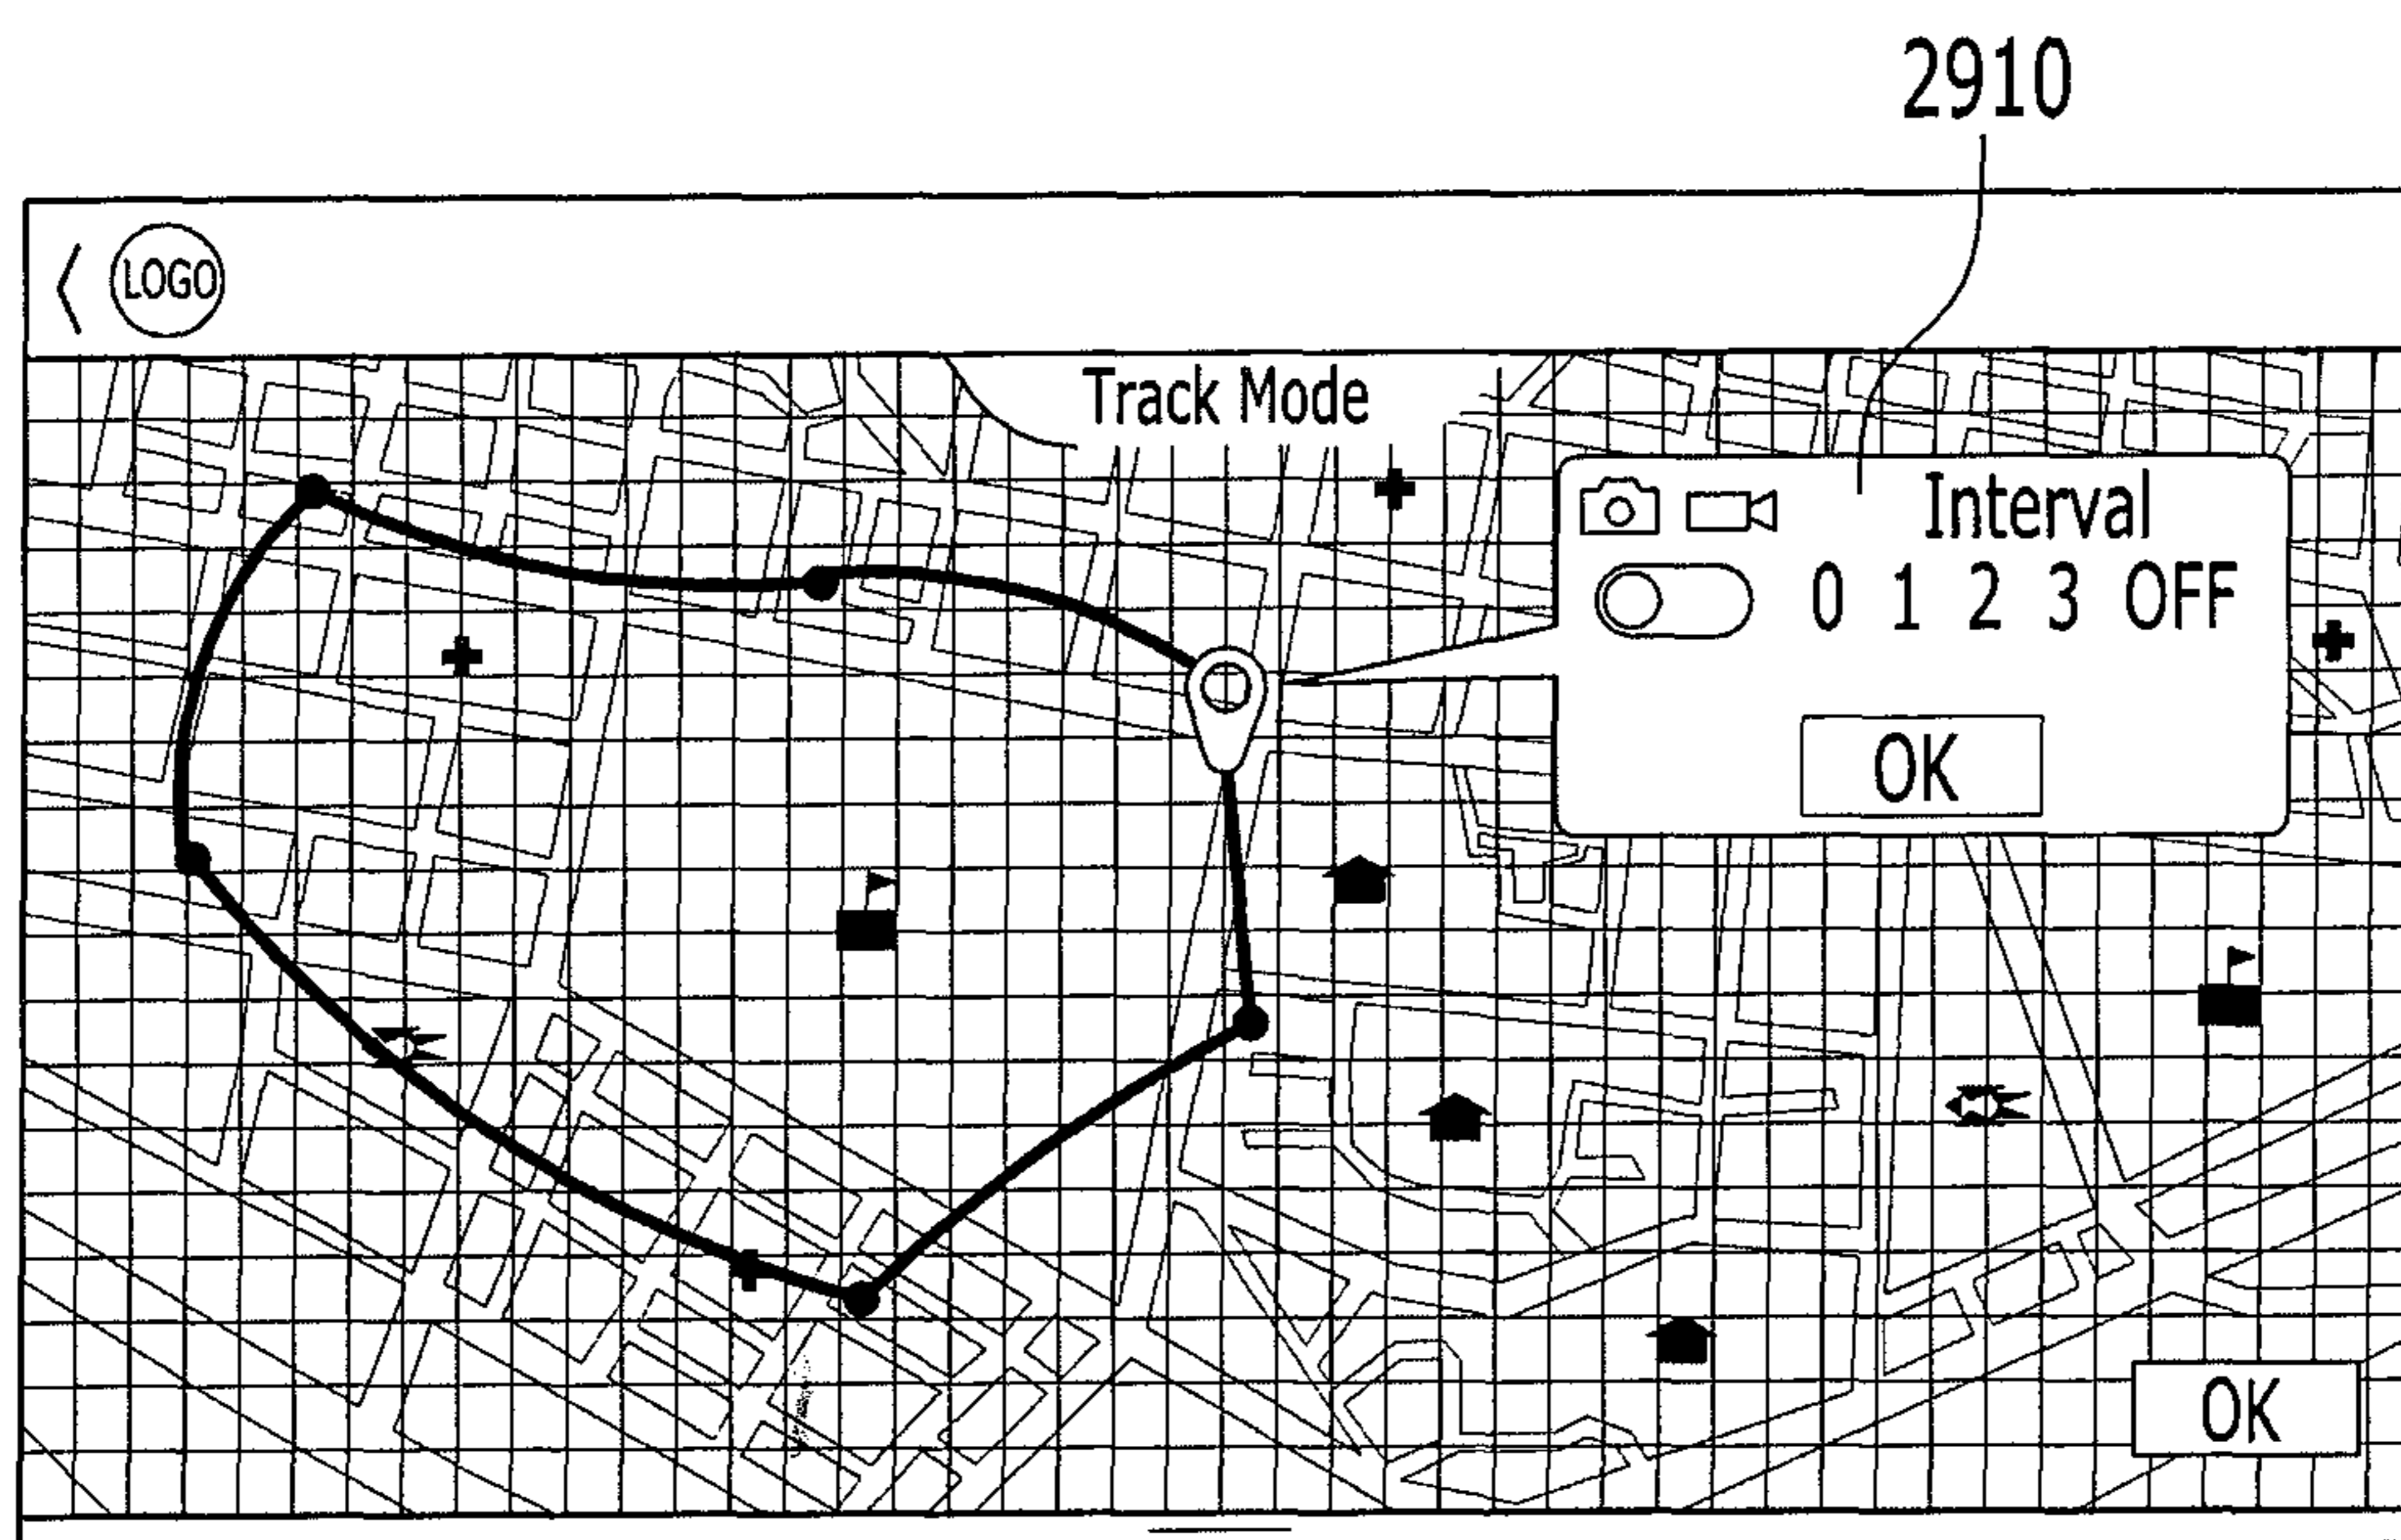 2910
LOGO
Track Mode
Interval
0 1 2 3 OFF
OK
OK